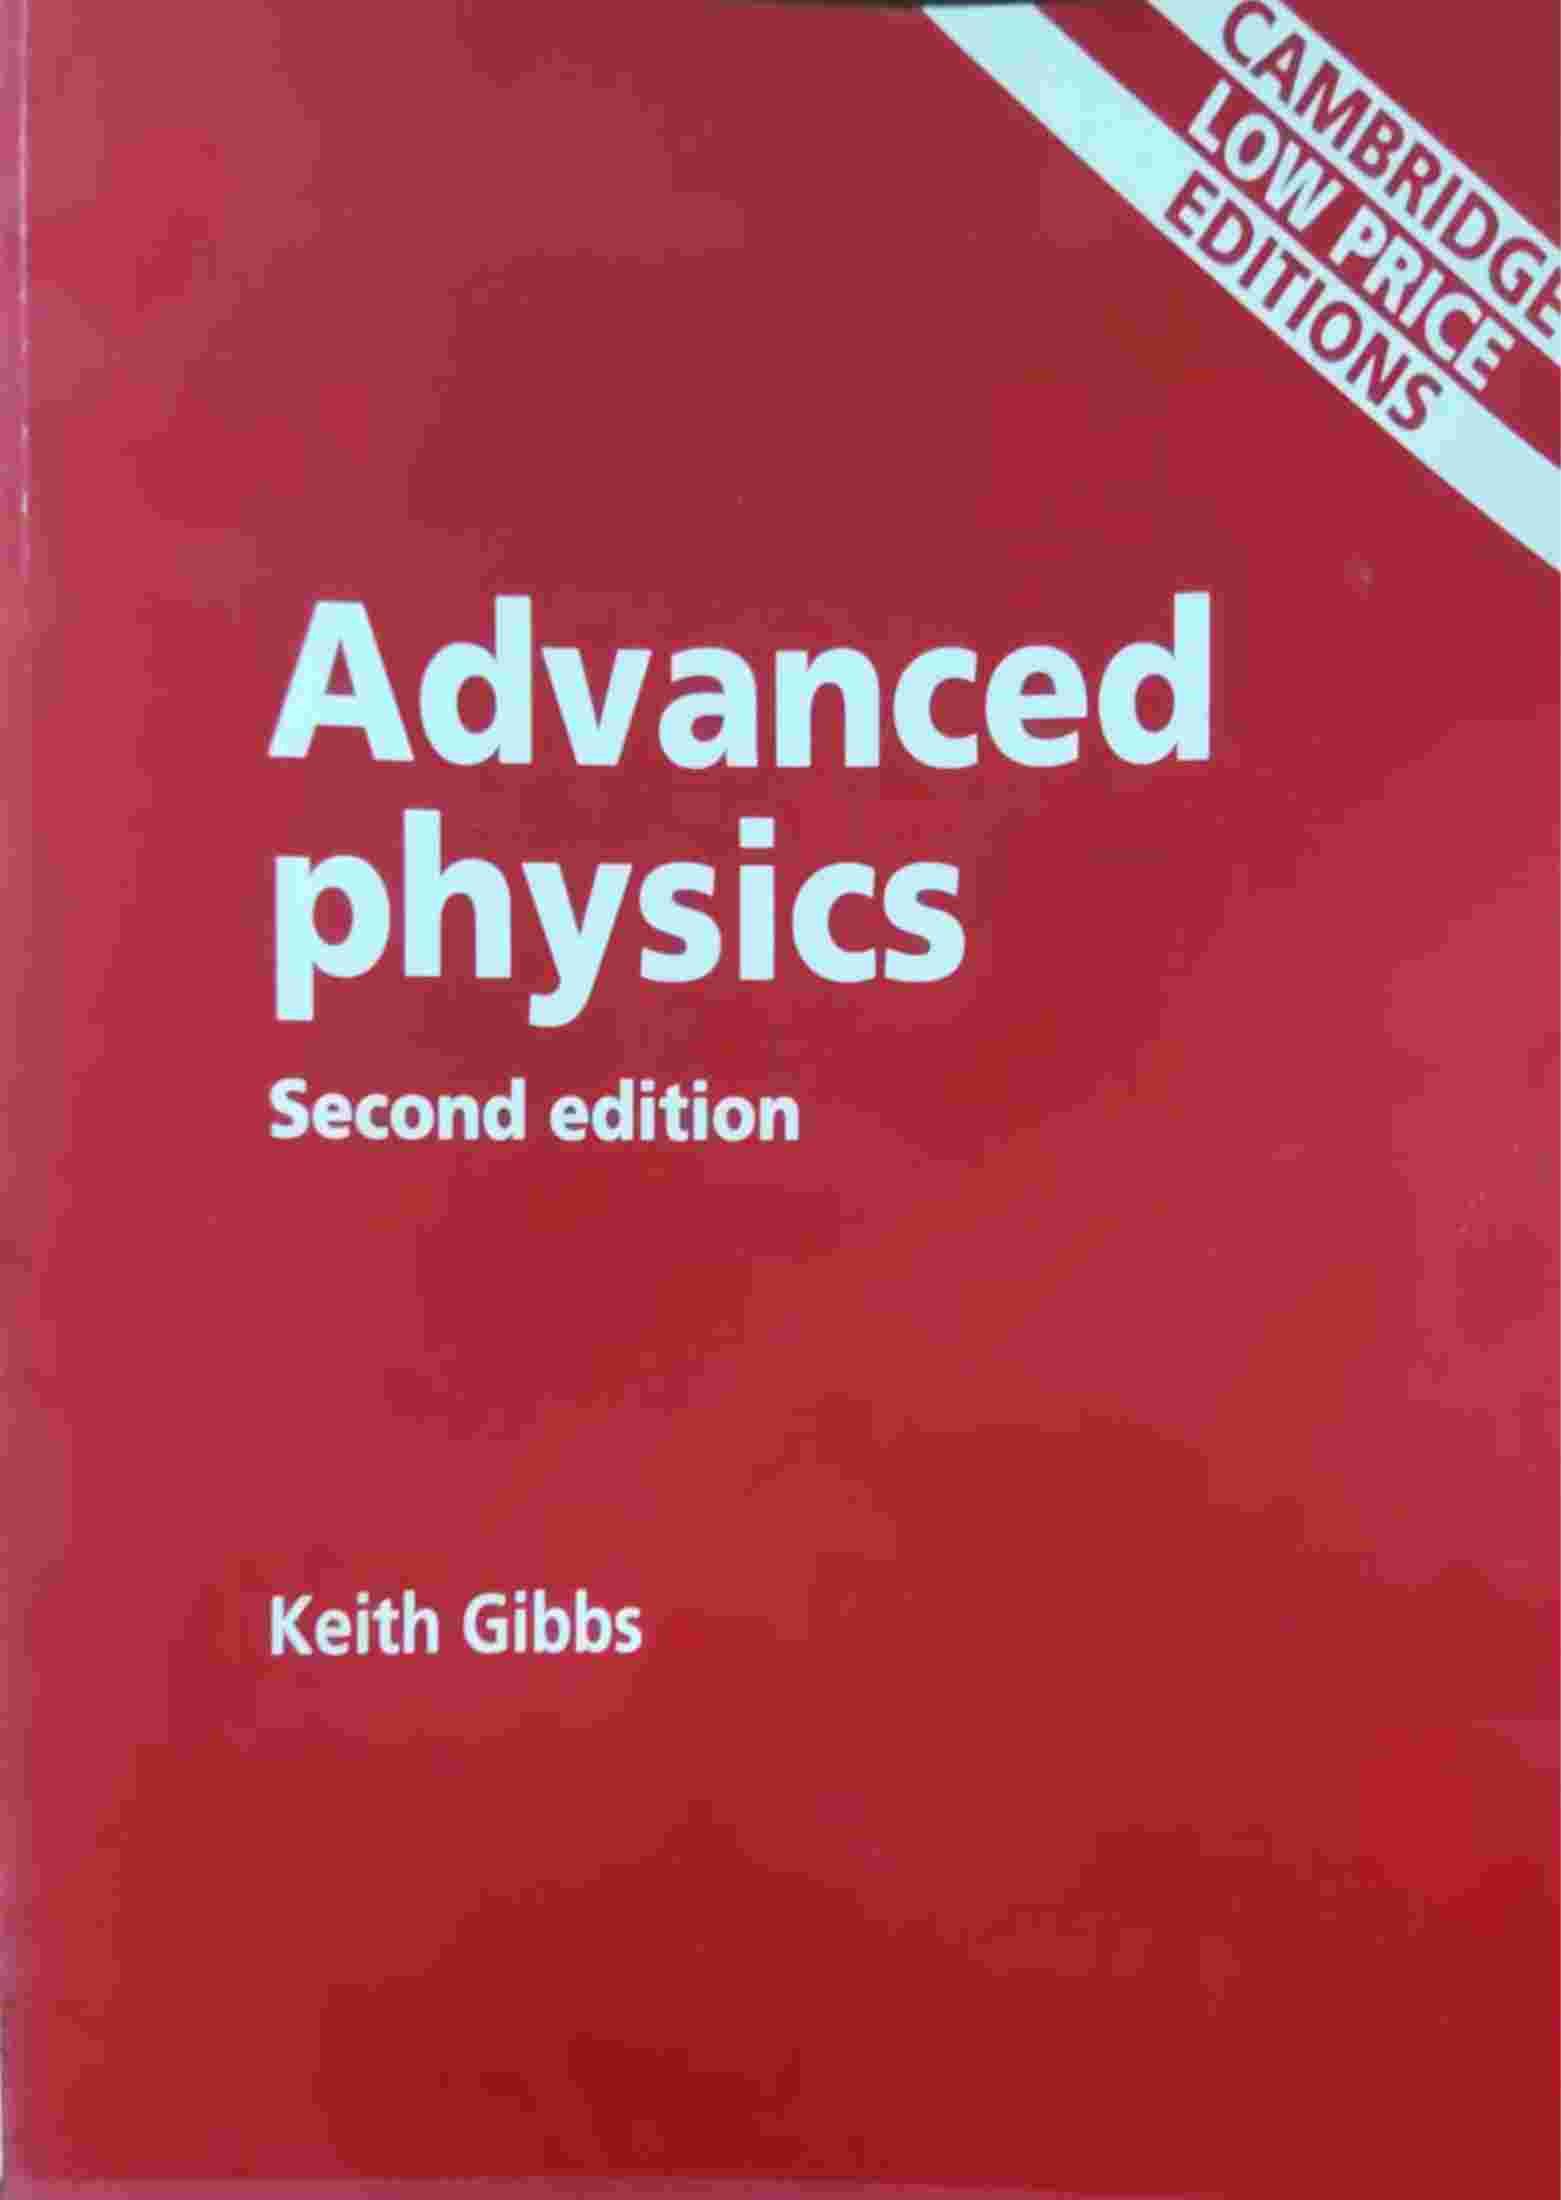 CAMBRIDGE
LOW PRICE
EDITIONS
Advanced
physics
Second edition
Keith Gibbs